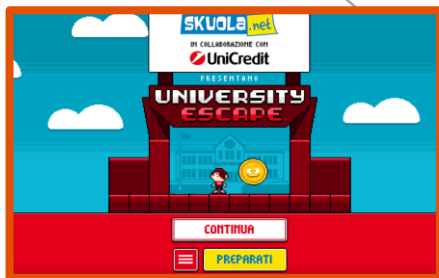 SKUOLA.net
IN COLLABORAZIONE CON
UniCredit
PRESENTANO
UNIVERSITY
ESCAPE
CONTINUA
PREPARATI